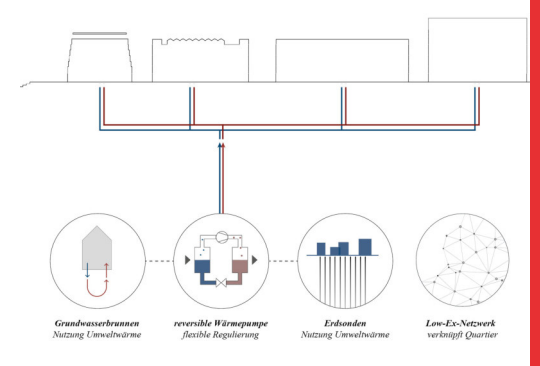 Grundwasserbrunnen
Nutzung Umweltwärme
reversible Wärmepumpe
flexible Regulierung
Erdsonden
Nutzung Umweltwärme
Low-Ex-Netzwerk
verknüpft Quartier